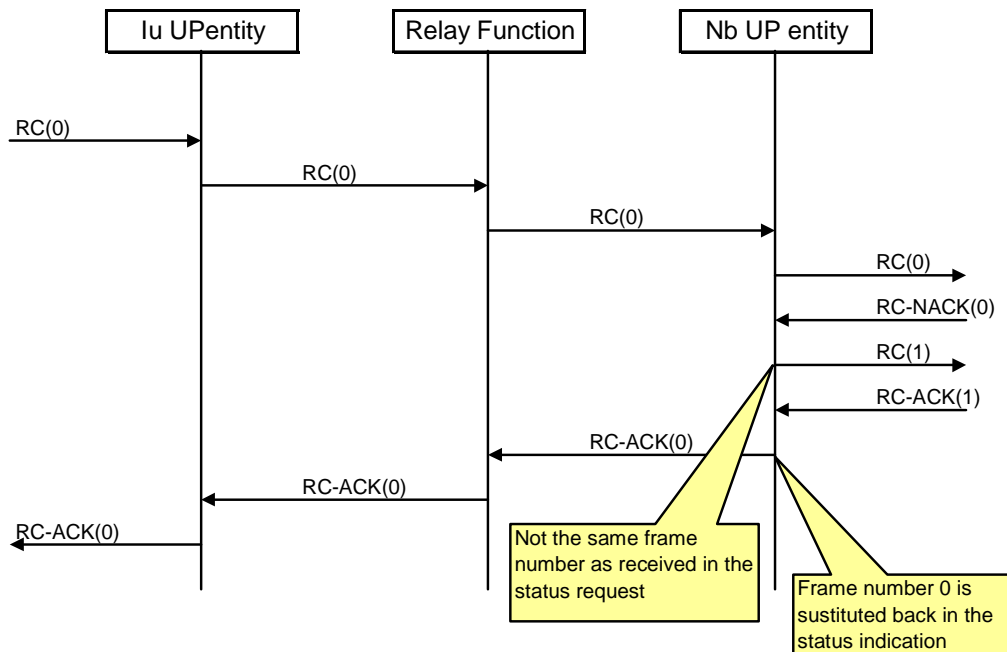 Iu UPentity
Relay Function
Nb UP entity
RC(0)
RC(0)
RC(0)
RC(0)
RC-NACK(0)
RC(1)
RC-ACK(1)
RC-ACK(0)
RC-ACK(0)
RC-ACK(0)
Not the same frame
number as received in the
status request
Frame number 0 is
sustituted back in the
status indication